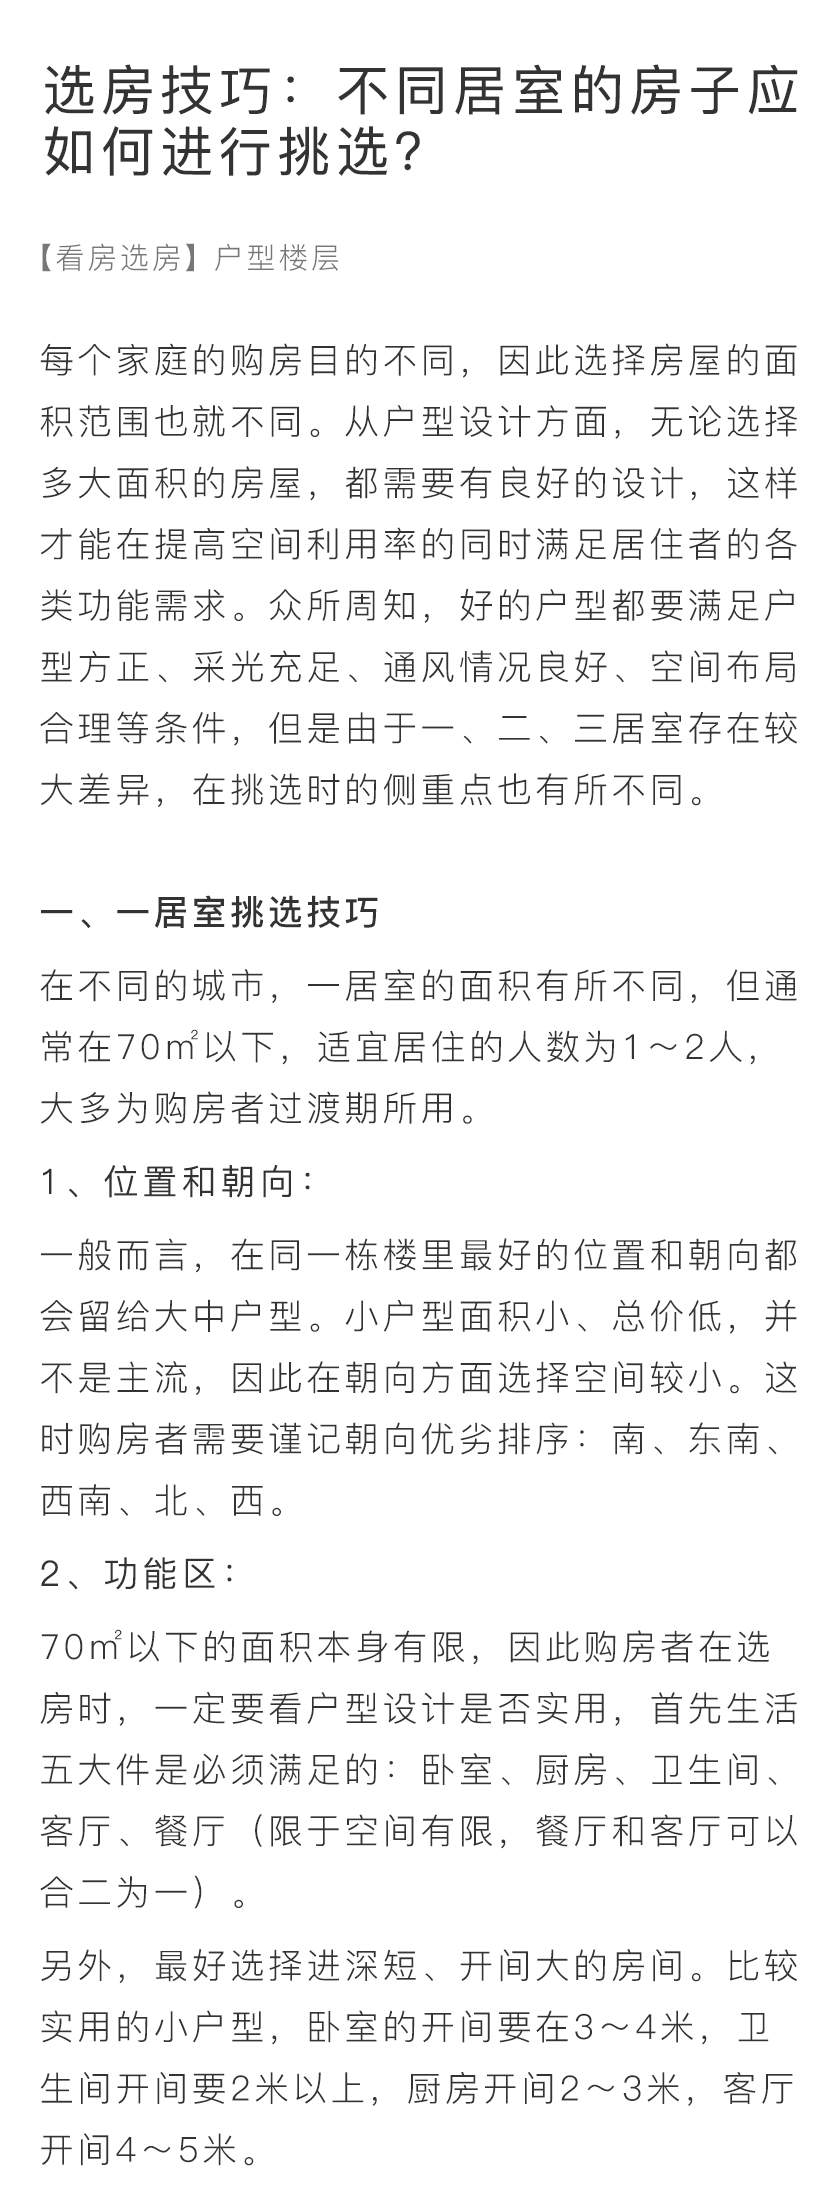 选房技巧：不同居室的房子应
如何进行挑选？
【看房选房】户型楼层
每个家庭的购房目的不同，因此选择房屋的面
积范围也就不同。从户型设计方面，无论选择
多大面积的房屋，都需要有良好的设计，这样
才能在提高空间利用率的同时满足居住者的各
类功能需求。众所周知，好的户型都要满足户
型方正、采光充足、通风情况良好、空间布局
合理等条件，但是由于一、二、三居室存在较
大差异，在挑选时的侧重点也有所不同。
一、一居室挑选技巧
在不同的城市，一居室的面积有所不同，但通
常在70㎡以下，适宜居住的人数为1～2人，
大多为购房者过渡期所用。
1、位置和朝向：
一般而言，在同一栋楼里最好的位置和朝向都
会留给大中户型。小户型面积小、总价低，并
不是主流，因此在朝向方面选择空间较小。这
时购房者需要谨记朝向优劣排序：南、东南、
西南、北、西。
2、功能区：
70㎡以下的面积本身有限，因此购房者在选
房时，一定要看户型设计是否实用，首先生活
五大件是必须满足的：卧室、厨房、卫生间、
客厅、餐厅（限于空间有限，餐厅和客厅可以
合二为一）。
另外，最好选择进深短、开间大的房间。比较
实用的小户型，卧室的开间要在3～4米，卫
生间开间要2米以上，厨房开间2～3米，客厅
开间4～5米。